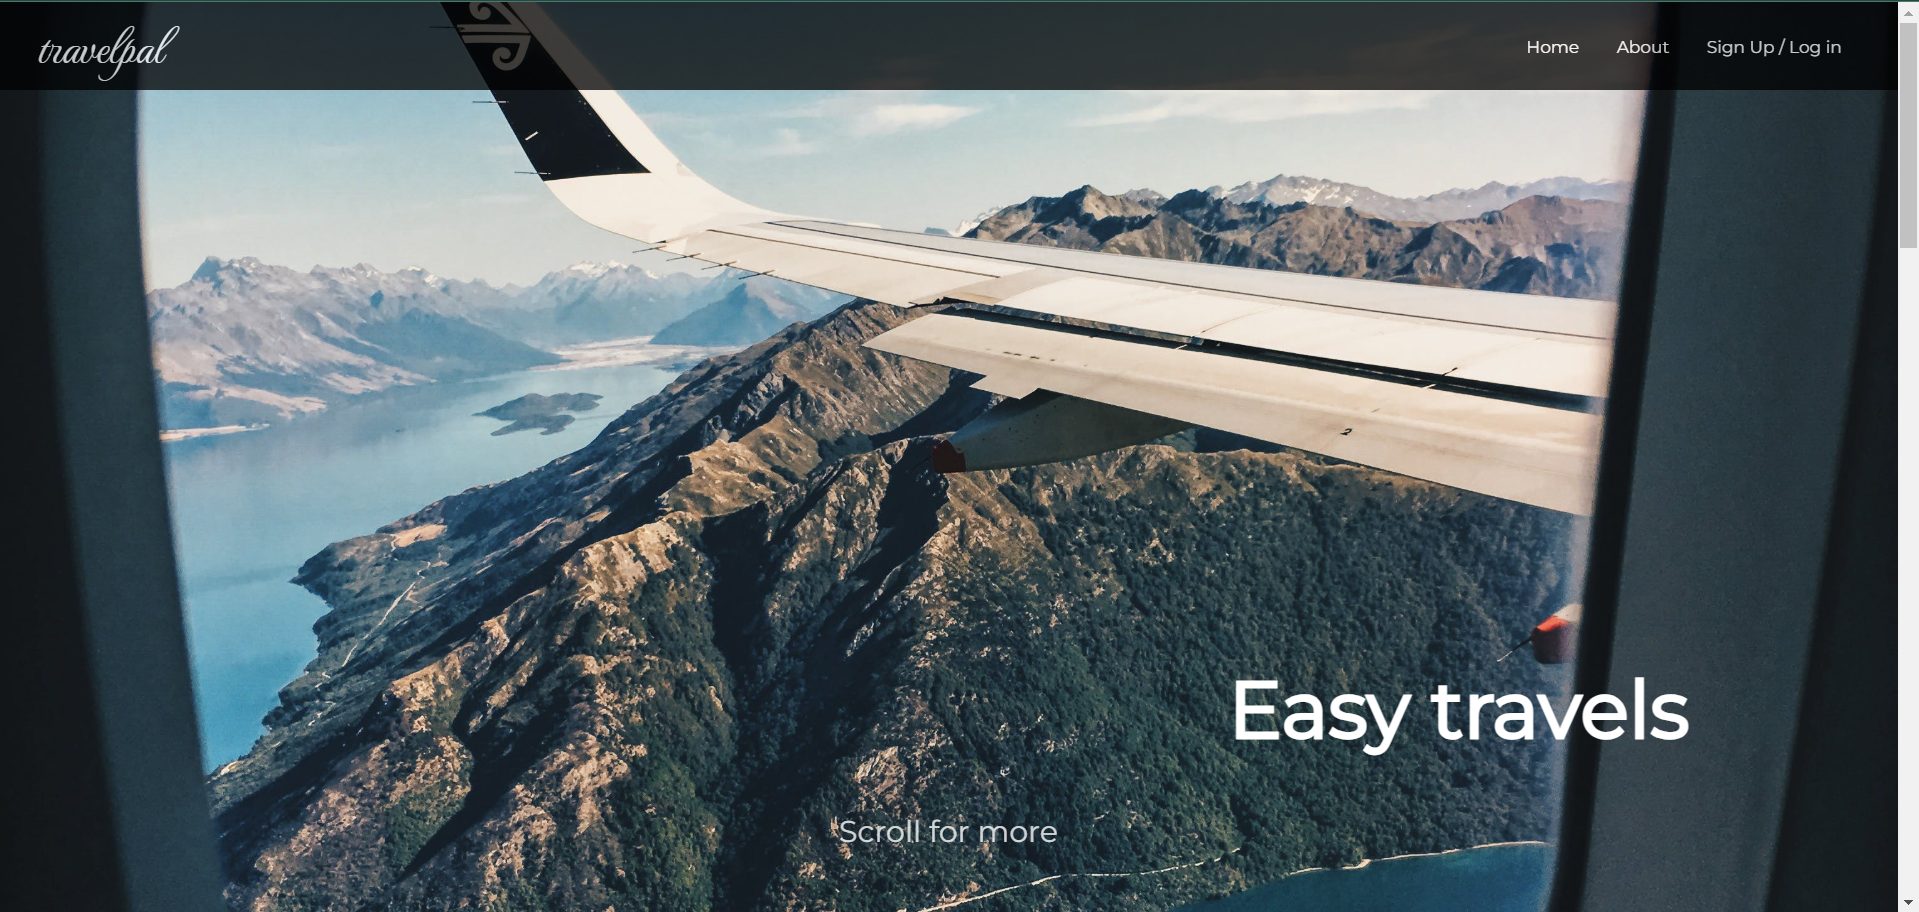 travelpal
Home About Sign Up / Log in
Easy travels
Scroll for more